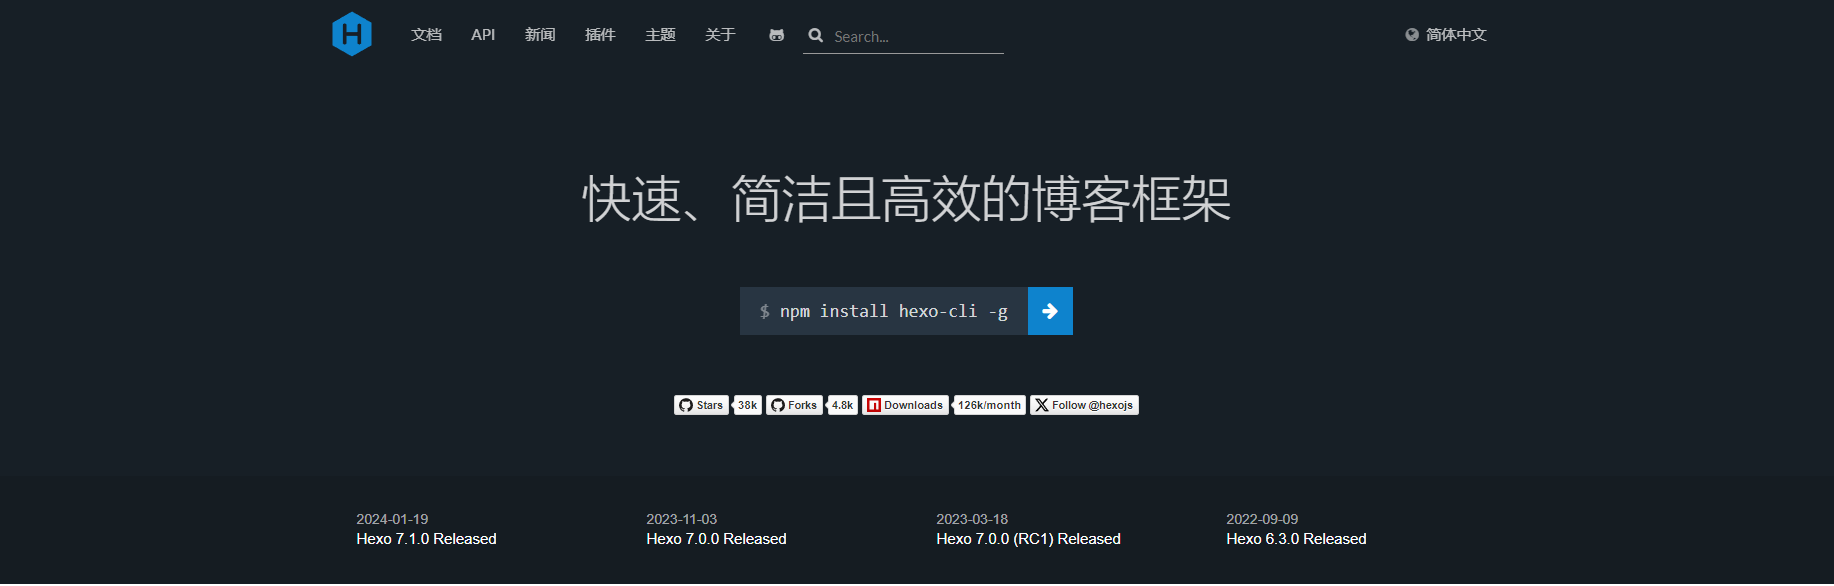 H 文档 API 新闻 插件 主题 关于 Search... 简体中文
快速、简洁且高效的博客框架
$ npm install hexo-cli -g
Stars 38k Forks 4.8k n Downloads 126k/month X Follow @hexojs
2024-01-19 2023-11-03 2023-03-18 2022-09-09
Hexo 7.1.0 Released Hexo 7.0.0 Released Hexo 7.0.0 (RC1) Released Hexo 6.3.0 Released